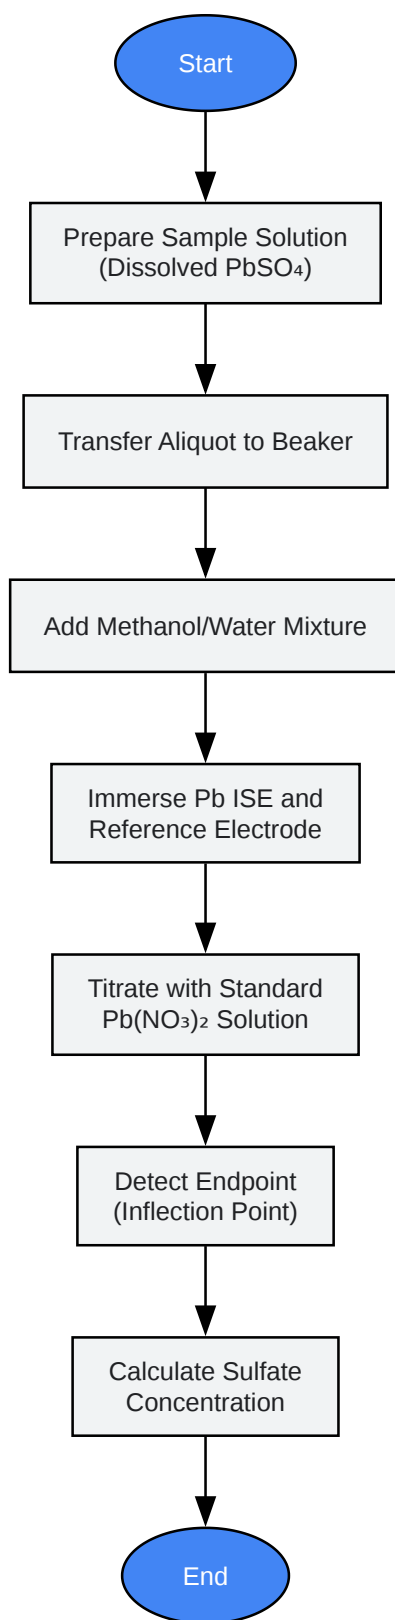 Start
Prepare Sample Solution
(Dissolved PbSO₄)
Transfer Aliquot to Beaker
Add Methanol/Water Mixture
Immerse Pb ISE and
Reference Electrode
Titrate with Standard
Pb(NO₃)₂ Solution
Detect Endpoint
(Inflection Point)
Calculate Sulfate
Concentration
End